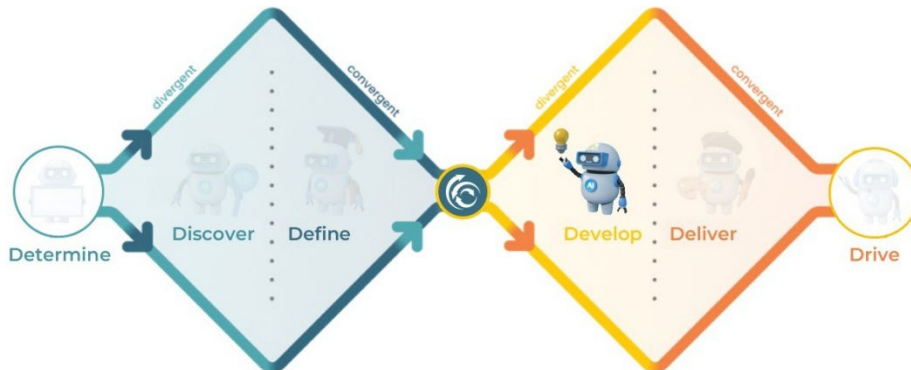 divergent
convergent
divergent
convergent
Determine
Discover
Define
Develop
Deliver
Drive